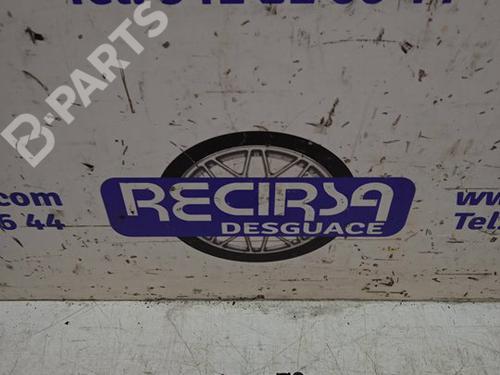 B-PARTS
RECIRSA
DESGUACE
.com
6 44
www.
Tel.